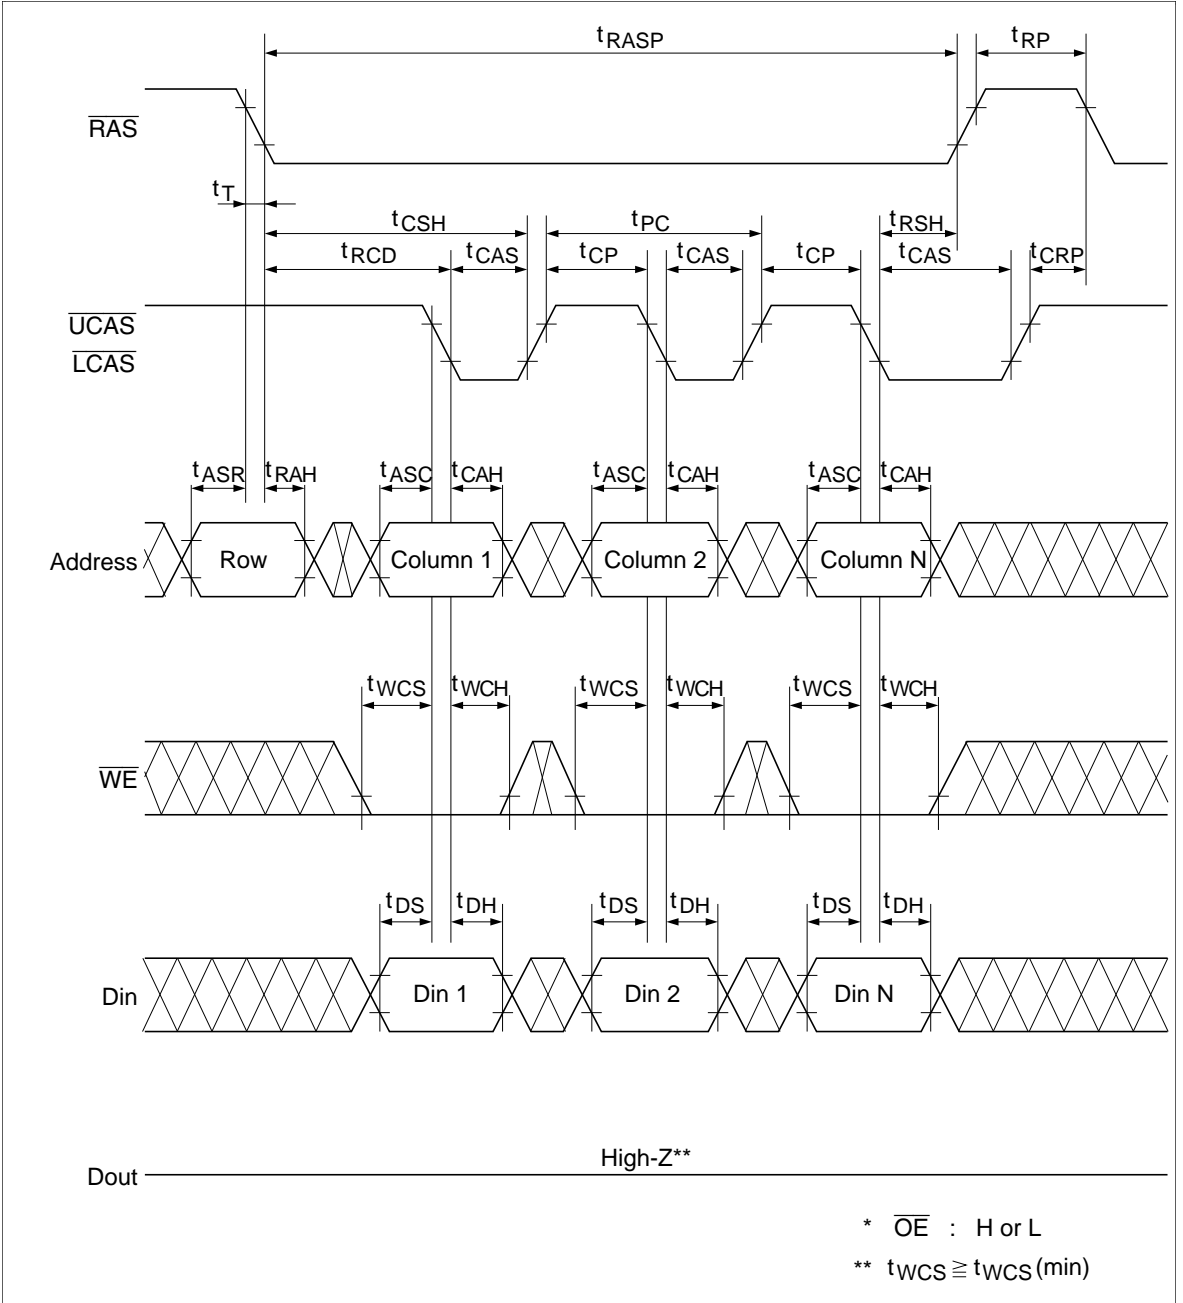 tRASP tRP
RAS
tT
tCSH tPC tRSH
tRCD tCAS tCP tCAS tCP tCAS tCRP
UCAS
LCAS
tASR tRAH tASC tCAH tASC tCAH tASC tCAH
Address Row Column 1 Column 2 Column N
tWCS tWCH tWCS tWCH tWCS tWCH
WE
tDS tDH tDS tDH tDS tDH
Din Din 1 Din 2 Din N
High-Z**
Dout
* OE : H or L
** tWCS ≧ tWCS (min)